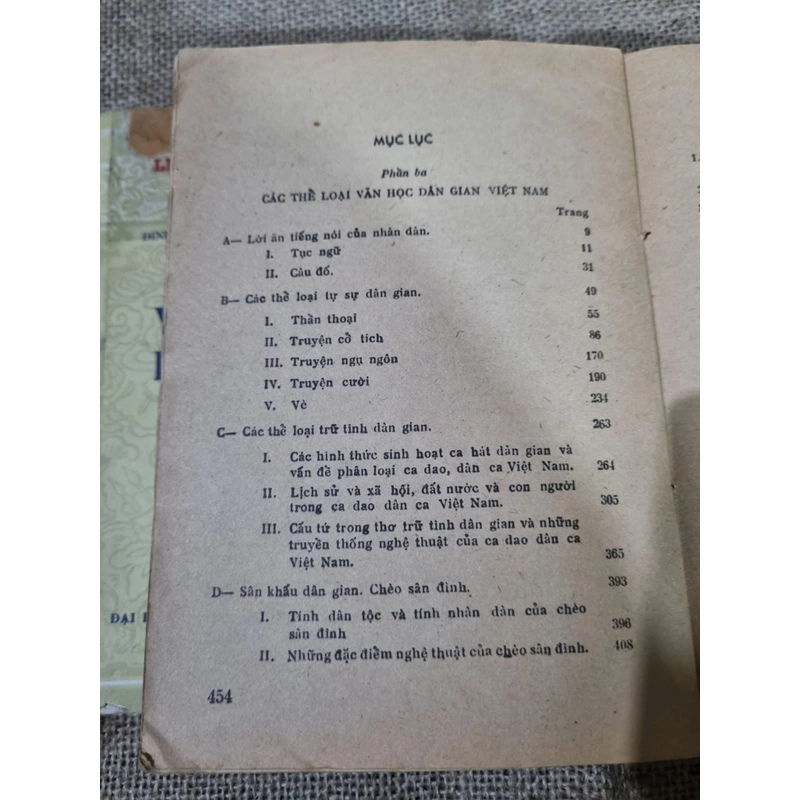 MỤC LỤC
Phần ba
CÁC THỂ LOẠI VĂN HỌC DÂN GIAN VIỆT NAM
Trang
A— Lời ăn tiếng nói của nhân dân. 9
I. Tục ngữ 11
II. Câu đố. 31
B— Các thể loại tự sự dân gian. 49
I. Thần thoại 55
II. Truyện cổ tích 86
III. Truyện ngụ ngôn 170
IV. Truyện cười 190
V. Vè 234
C— Các thể loại trữ tình dân gian. 263
I. Các hình thức sinh hoạt ca hát dân gian và
vấn đề phân loại ca dao, dân ca Việt Nam. 264
II. Lịch sử và xã hội, đất nước và con người
trong ca dao dân ca Việt Nam. 305
III. Cấu tứ trong thơ trữ tình dân gian và những
truyền thống nghệ thuật của ca dao dân ca
Việt Nam. 365
D— Sân khấu dân gian. Chèo sân đình. 393
I. Tính dân tộc và tính nhân dân của chèo
sân đình 396
II. Những đặc điểm nghệ thuật của chèo sân đình. 408
454
ĐẠI
1.